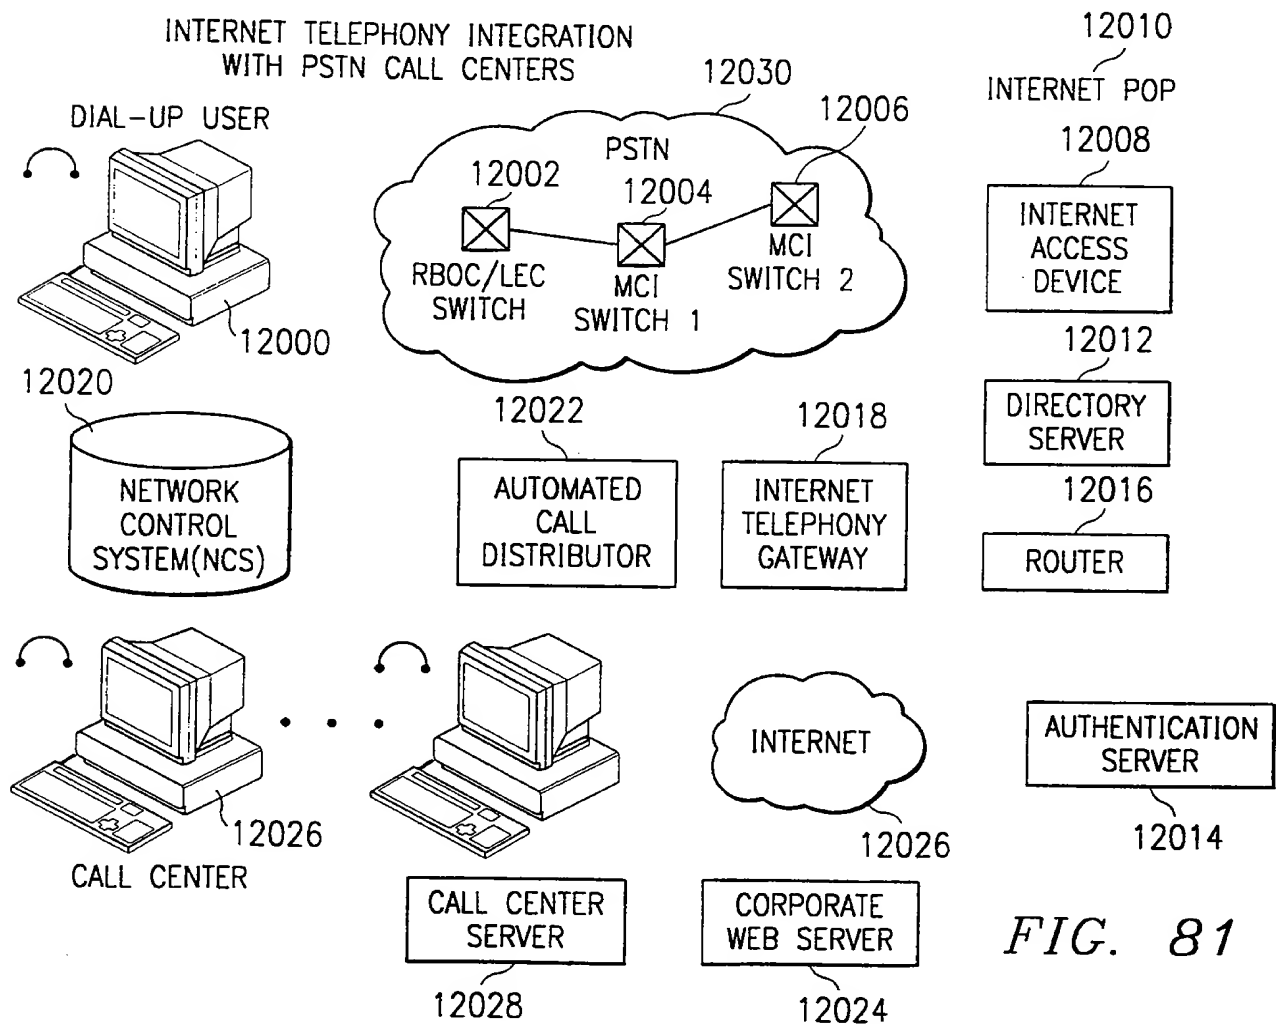 INTERNET TELEPHONY INTEGRATION
WITH PSTN CALL CENTERS
12010
INTERNET POP
DIAL-UP USER
12000
12030
PSTN
12002
RBOC/LEC
SWITCH
12004
MCI
SWITCH 1
12006
MCI
SWITCH 2
12008
INTERNET
ACCESS
DEVICE
12012
DIRECTORY
SERVER
12020
NETWORK
CONTROL
SYSTEM(NCS)
12022
AUTOMATED
CALL
DISTRIBUTOR
12018
INTERNET
TELEPHONY
GATEWAY
12016
ROUTER
12026
CALL CENTER
INTERNET
12026
AUTHENTICATION
SERVER
12014
CALL CENTER
SERVER
12028
CORPORATE
WEB SERVER
12024
FIG. 81